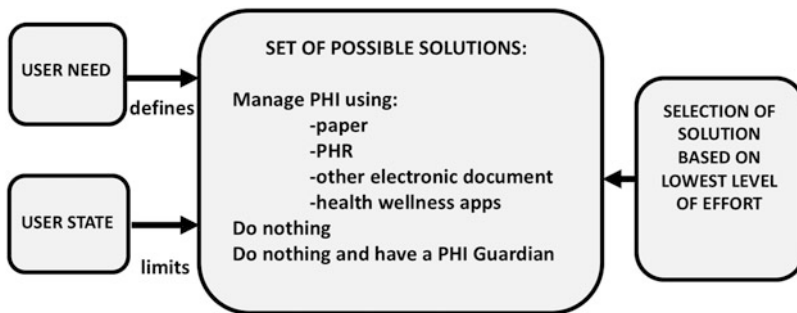 USER NEED
defines
USER STATE
limits
SET OF POSSIBLE SOLUTIONS:
Manage PHI using:
-paper
-PHR
-other electronic document
-health wellness apps
Do nothing
Do nothing and have a PHI Guardian
SELECTION OF
SOLUTION
BASED ON
LOWEST LEVEL
OF EFFORT